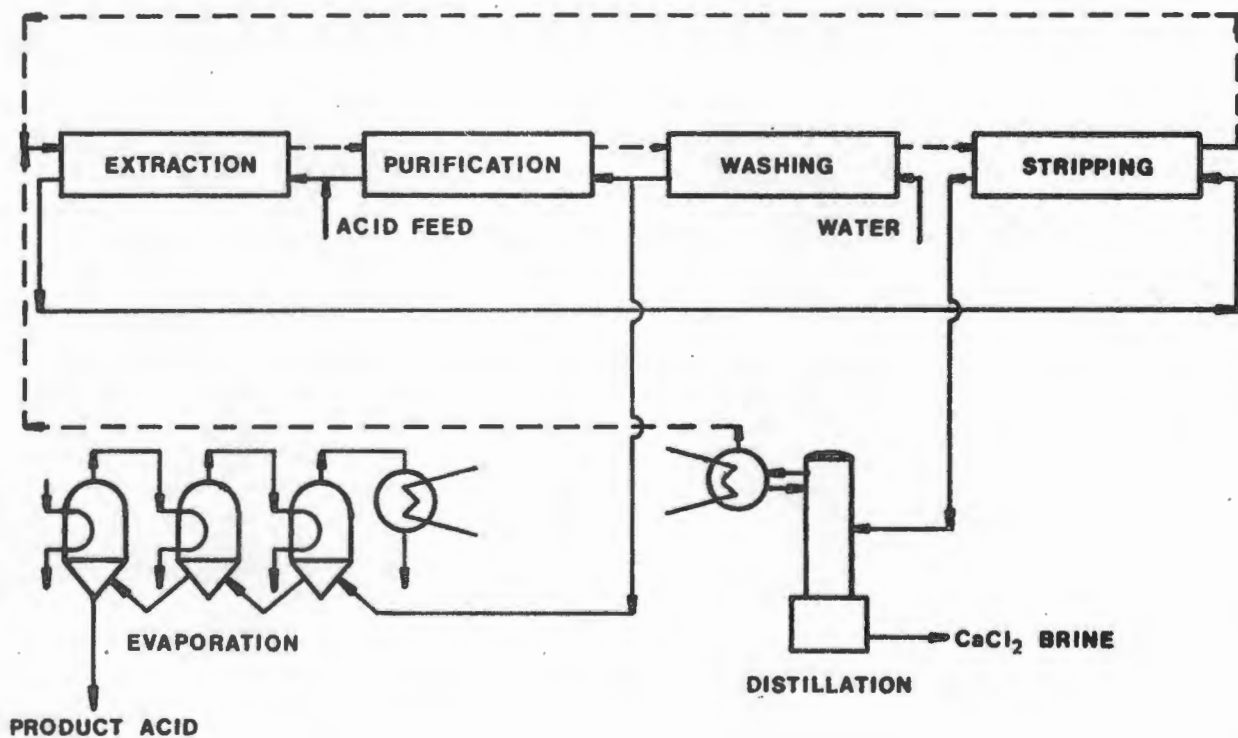 EXTRACTION
PURIFICATION
WASHING
STRIPPING
ACID FEED
WATER
EVAPORATION
CaCl₂ BRINE
DISTILLATION
PRODUCT ACID